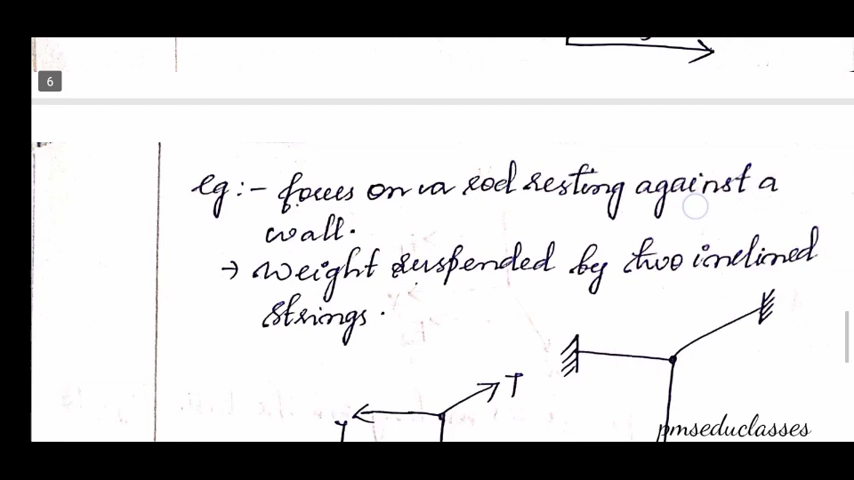 6
eg:- forces on a rod resting against a
wall.
→ weight suspended by two inclined
strings.
T
pmseduclasses